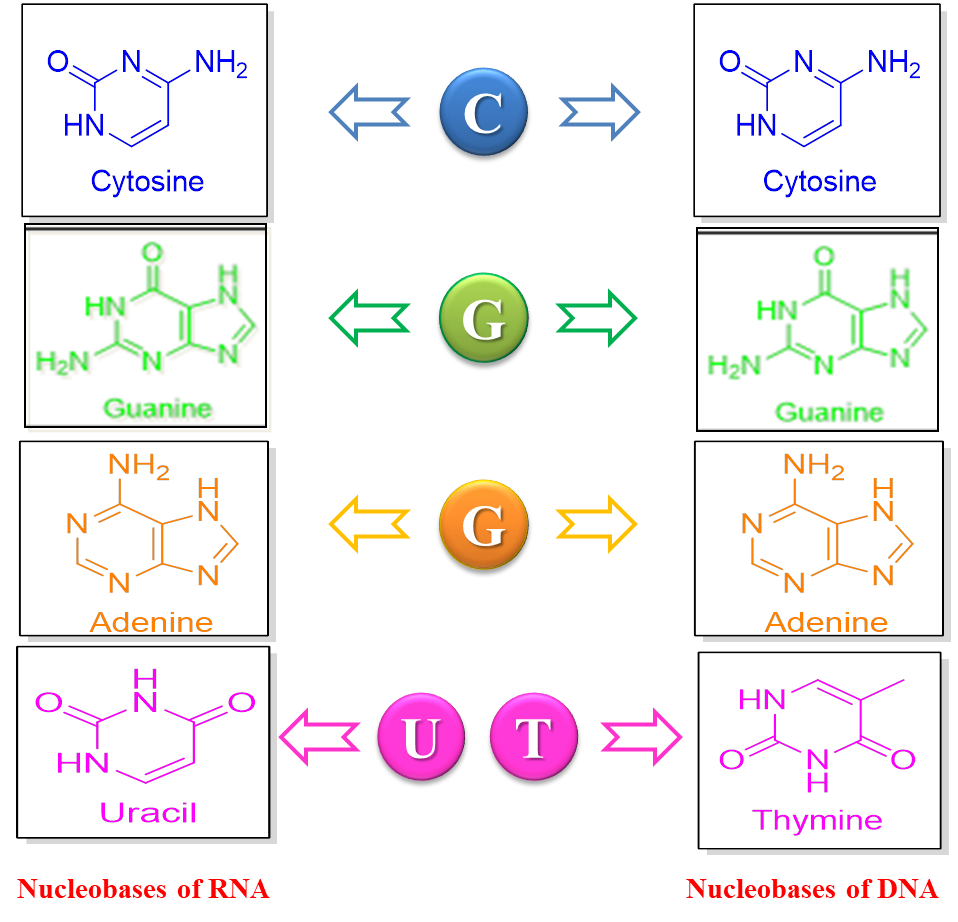 O N NH₂
HN
Cytosine
C
O N NH₂
HN
Cytosine
O H
HN N
H₂N N N
Guanine
G
O H
HN N
H₂N N N
Guanine
NH₂ H
N N
N N
Adenine
G
NH₂ H
N N
N N
Adenine
H
O N O
HN
Uracil
U T
HN
O N O
H
Thymine
Nucleobases of RNA
Nucleobases of DNA